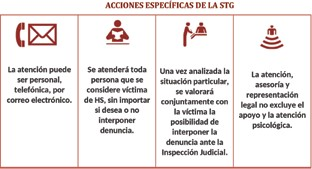 ACCIONES ESPECÍFICAS DE LA STG
La atención puede
ser personal,
telefónica, por
correo electrónico.
Se atenderá toda
persona que se
considere víctima
de HS, sin importar
si desea o no
interponer
denuncia.
Una vez analizada la
situación particular,
se valorará
conjuntamente con
la víctima la
posibilidad de
interponer la
denuncia ante la
Inspección Judicial.
La atención,
asesoría y
representación
legal no excluye el
apoyo y la atención
psicológica.